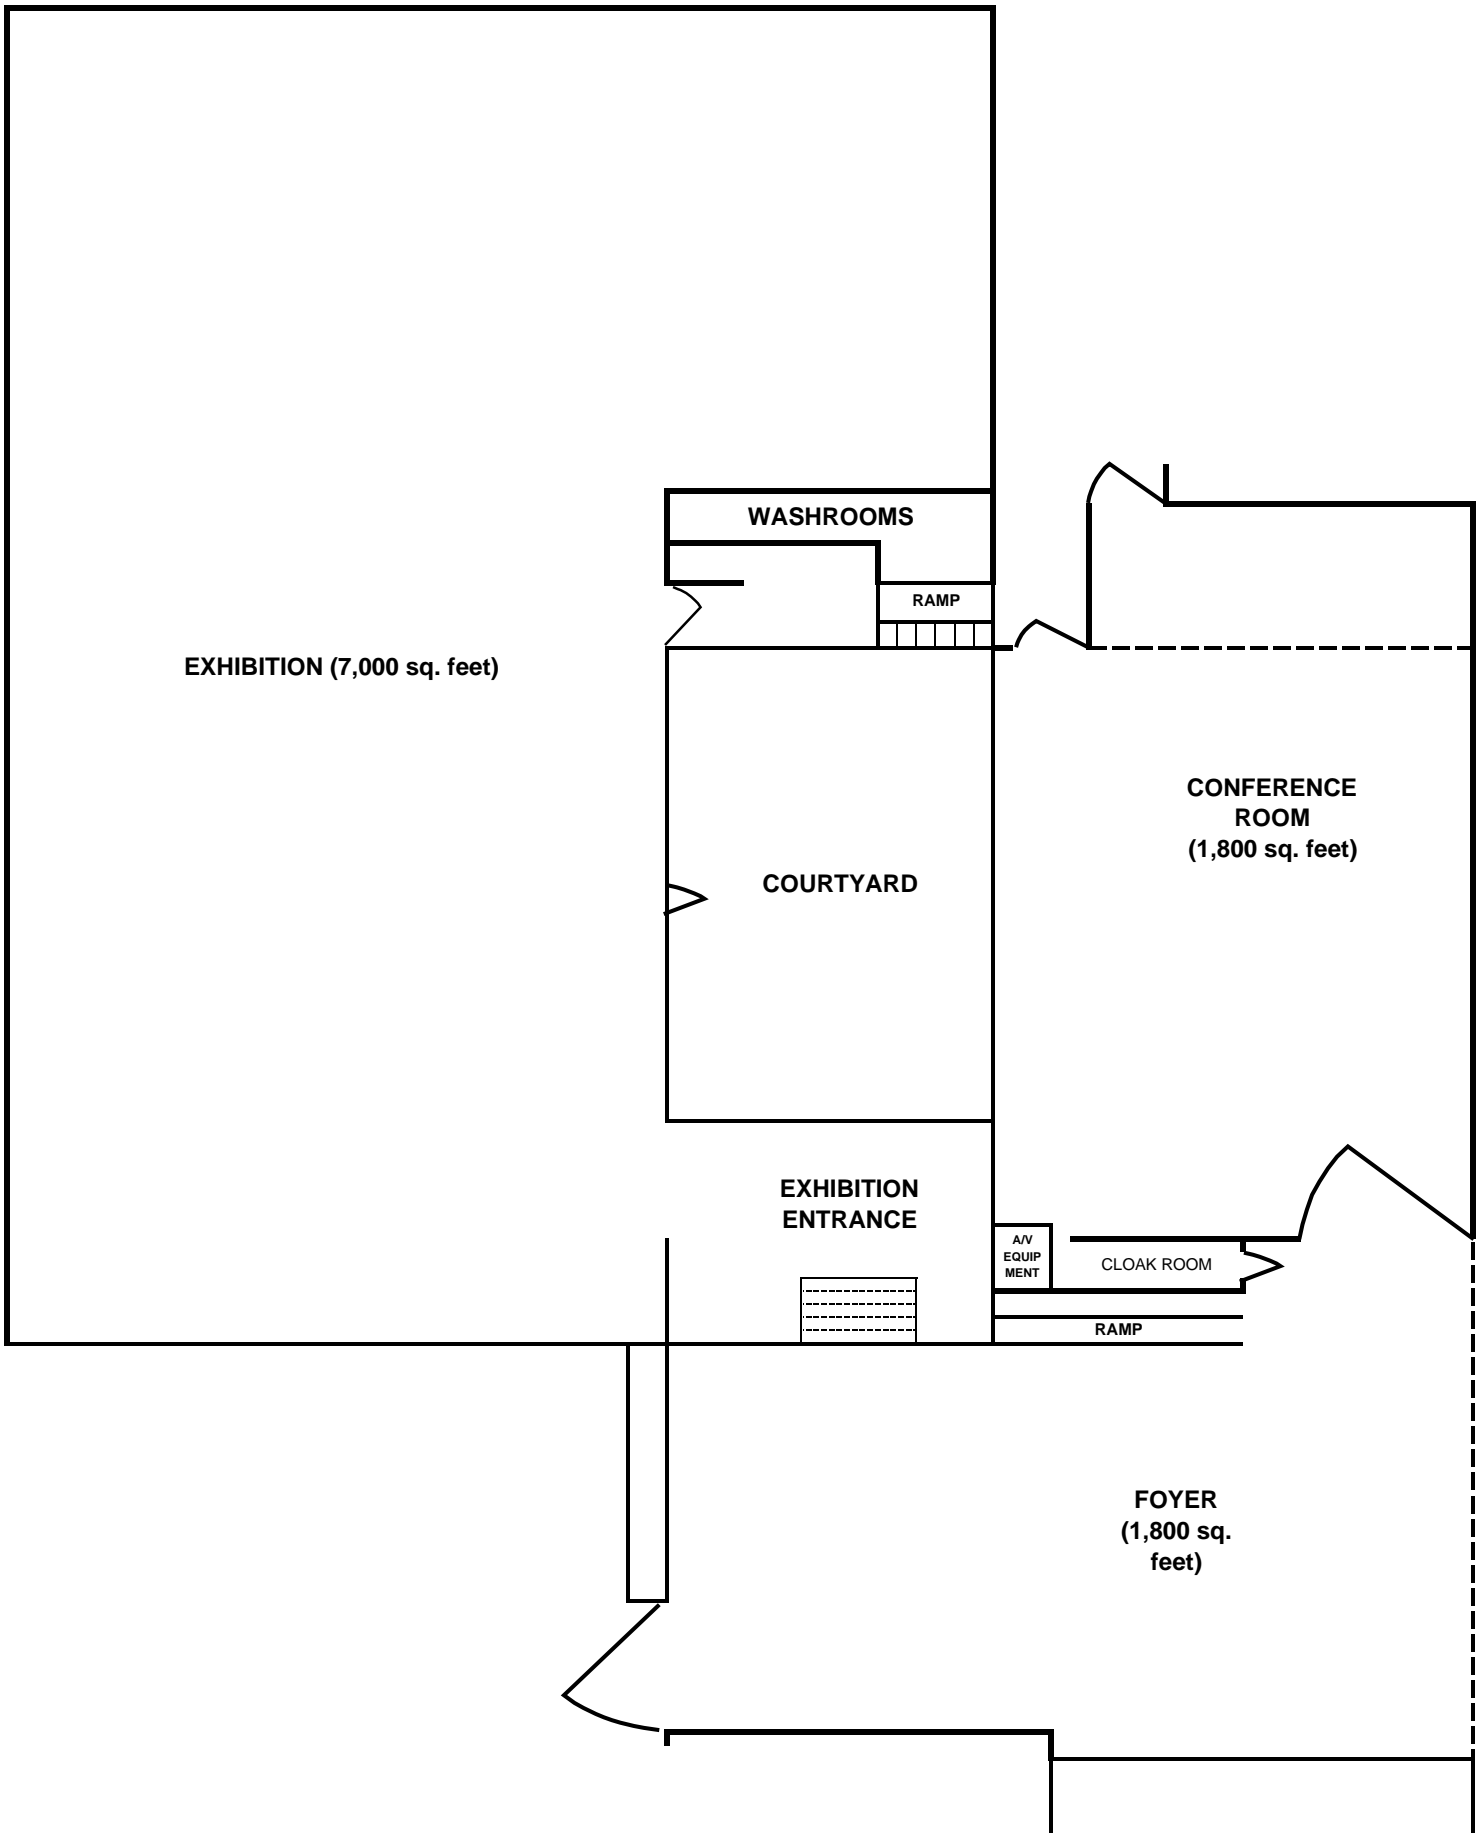 WASHROOMS
RAMP
EXHIBITION (7,000 sq. feet)
CONFERENCE
ROOM
(1,800 sq. feet)
COURTYARD
EXHIBITION
ENTRANCE
A/V
EQUIP
MENT
CLOAK ROOM
RAMP
FOYER
(1,800 sq.
feet)